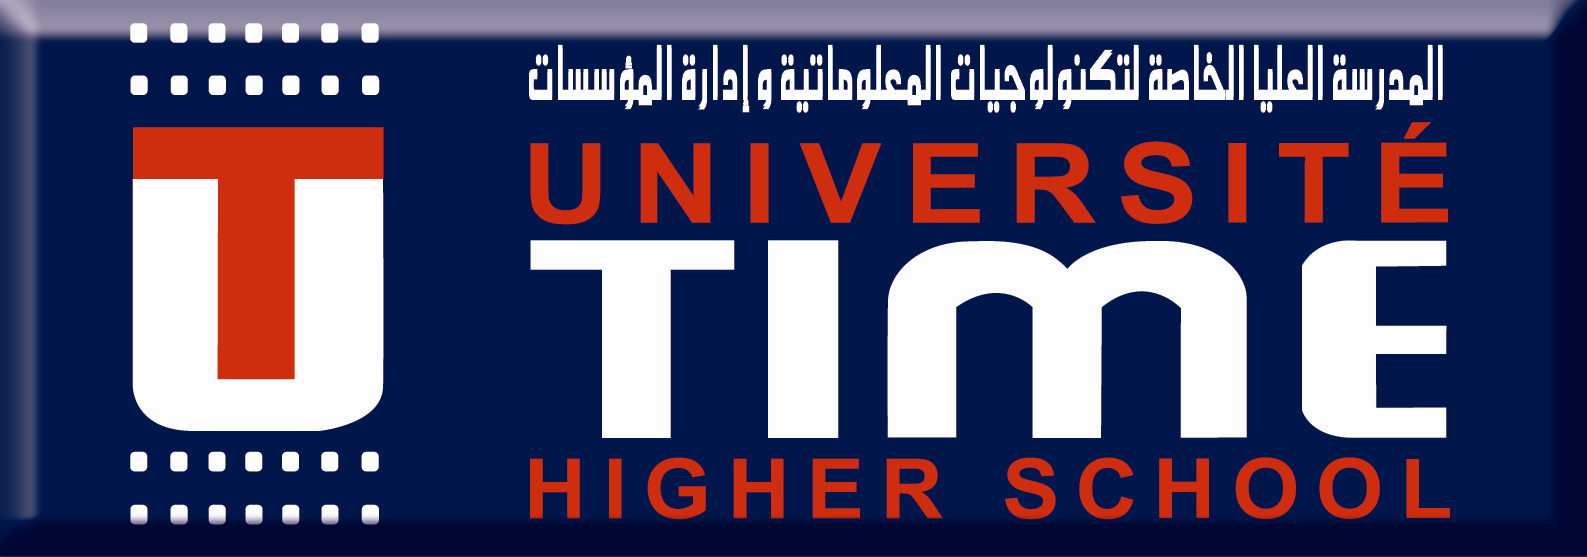 المدرسة العليا الخاصة لتكنولوجيات المعلوماتية و إدارة المؤسسات
UNIVERSITÉ
TIME
HIGHER SCHOOL